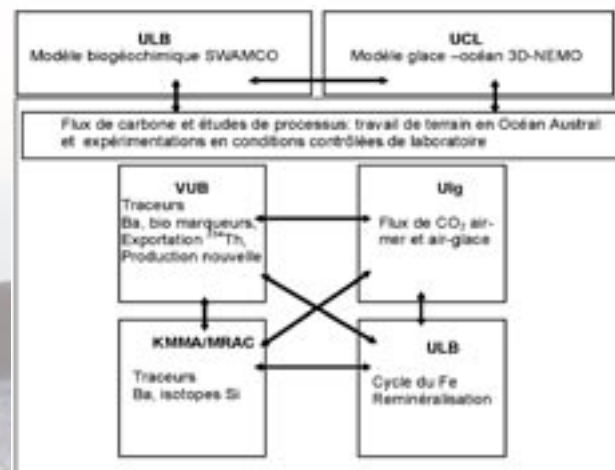 ULB
Modèle biogéochimique SWAMCO
UCL
Modèle glace –océan 3D-NEMO
Flux de carbone et études de processus: travail de terrain en Océan Austral
et expérimentations en conditions contrôlées de laboratoire
VUB
Traceurs
Ba, bio marqueurs,
Exportation ²³⁴Th,
Production nouvelle
Ulg
Flux de CO₂ air-
mer et air-glace
KMMA/MRAC
Traceurs
Ba, isotopes Si
ULB
Cycle du Fe
Reminéralisation